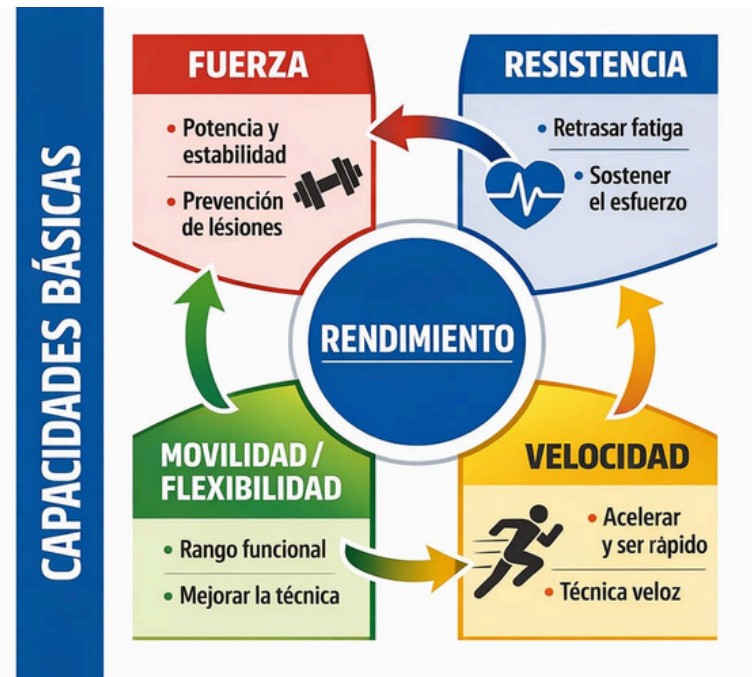 CAPACIDADES BÁSICAS
FUERZA
• Potencia y
estabilidad
• Prevención
de lésiones
RESISTENCIA
• Retrasar fatiga
• Sostener
el esfuerzo
RENDIMIENTO
MOVILIDAD /
FLEXIBILIDAD
• Rango funcional
• Mejorar la técnica
VELOCIDAD
• Acelerar
y ser rápido
• Técnica veloz